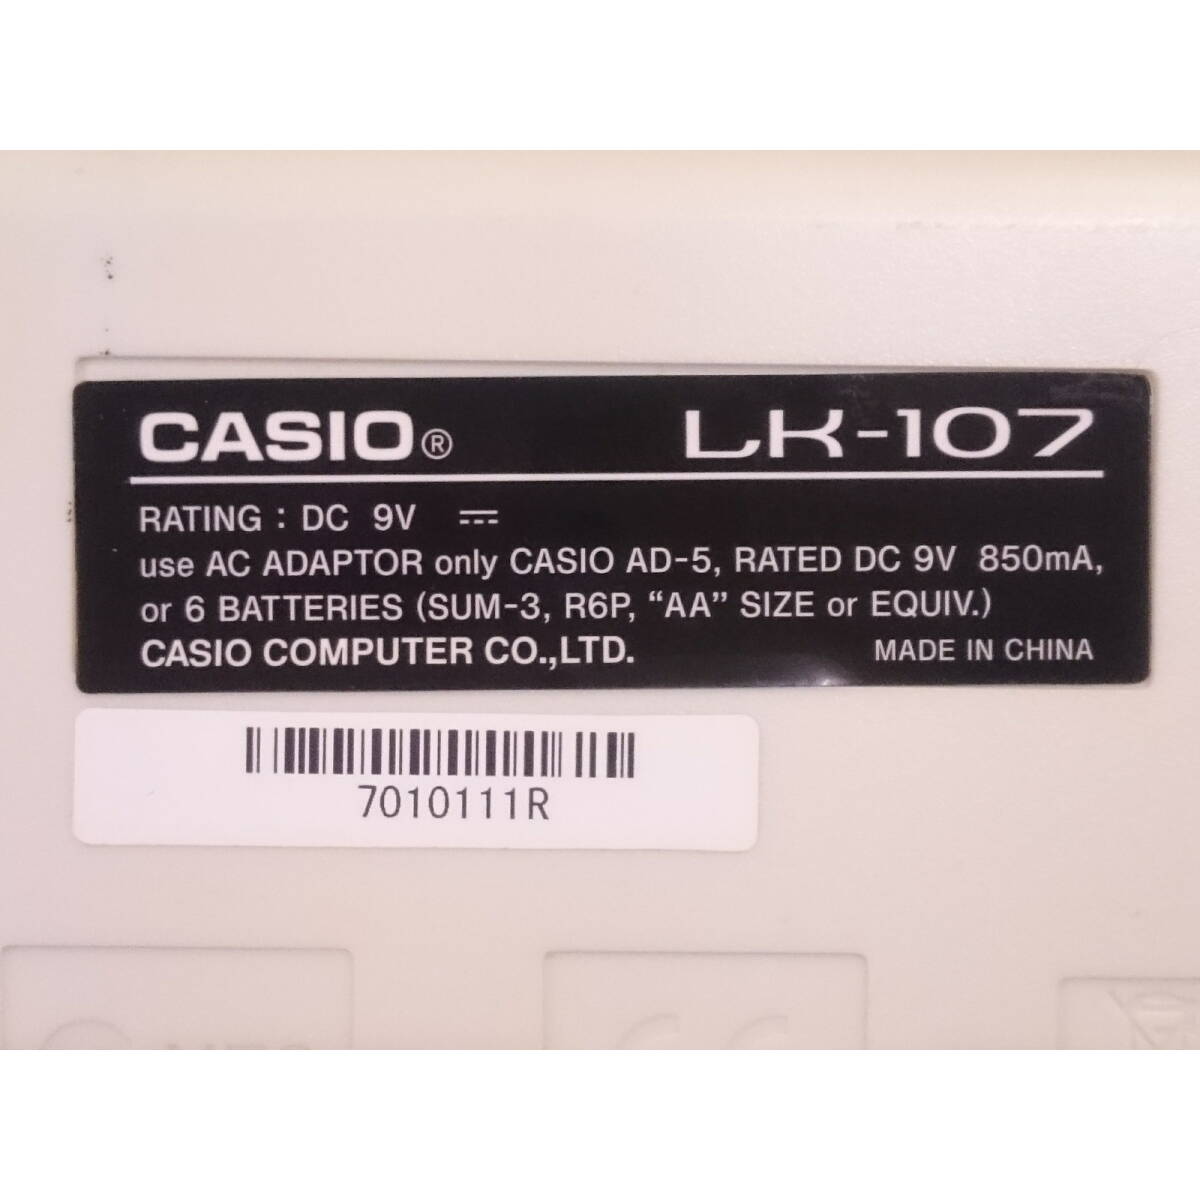 CASIO® LK-107
RATING : DC 9V ⎓
use AC ADAPTOR only CASIO AD-5, RATED DC 9V 850mA,
or 6 BATTERIES (SUM-3, R6P, “AA” SIZE or EQUIV.)
CASIO COMPUTER CO.,LTD. MADE IN CHINA
7010111R